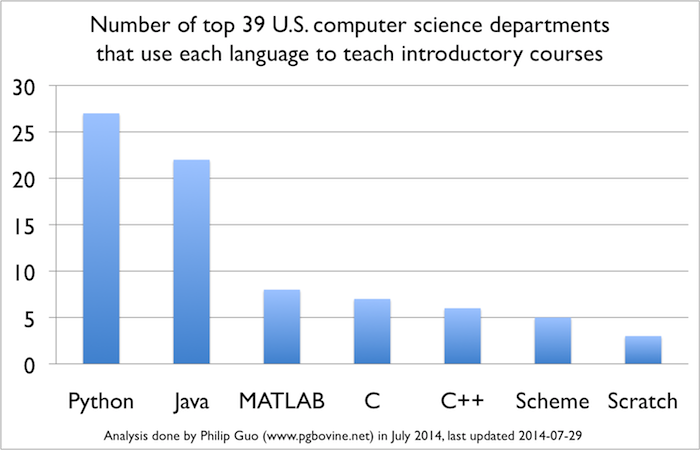 Number of top 39 U.S. computer science departments
that use each language to teach introductory courses
30
25
20
15
10
5
0
Python Java MATLAB C C++ Scheme Scratch
Analysis done by Philip Guo (www.pgbovine.net) in July 2014, last updated 2014-07-29